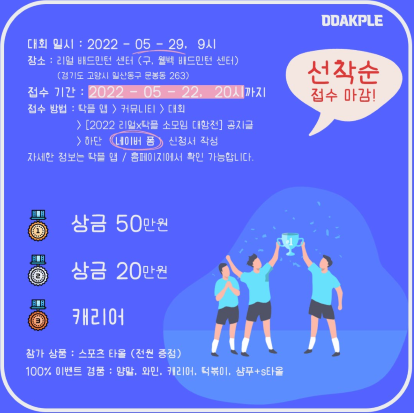 DDAKPLE
대회 일시 : 2022 - 05 - 29, 9시
장소 : 리얼 배드민턴 센터 (구, 웰백 배드민턴 센터)
(경기도 고양시 일산동구 문봉동 263)
접수 기간 : 2022 - 05 - 22, 20시까지
접수 방법 : 딱플 앱 > 커뮤니티 > 대회
> [2022 리얼x딱플 소모임 대항전] 공지글
> 하단 네이버 폼 신청서 작성
자세한 정보는 딱플 앱 / 홈페이지에서 확인 가능합니다.
선착순
접수 마감!
1
상금 50만원
2
상금 20만원
3
캐리어
참가 상품 : 스포츠 타올 (전원 증정)
100% 이벤트 경품 : 양말, 와인, 캐리어, 떡볶이, 샴푸+s타올